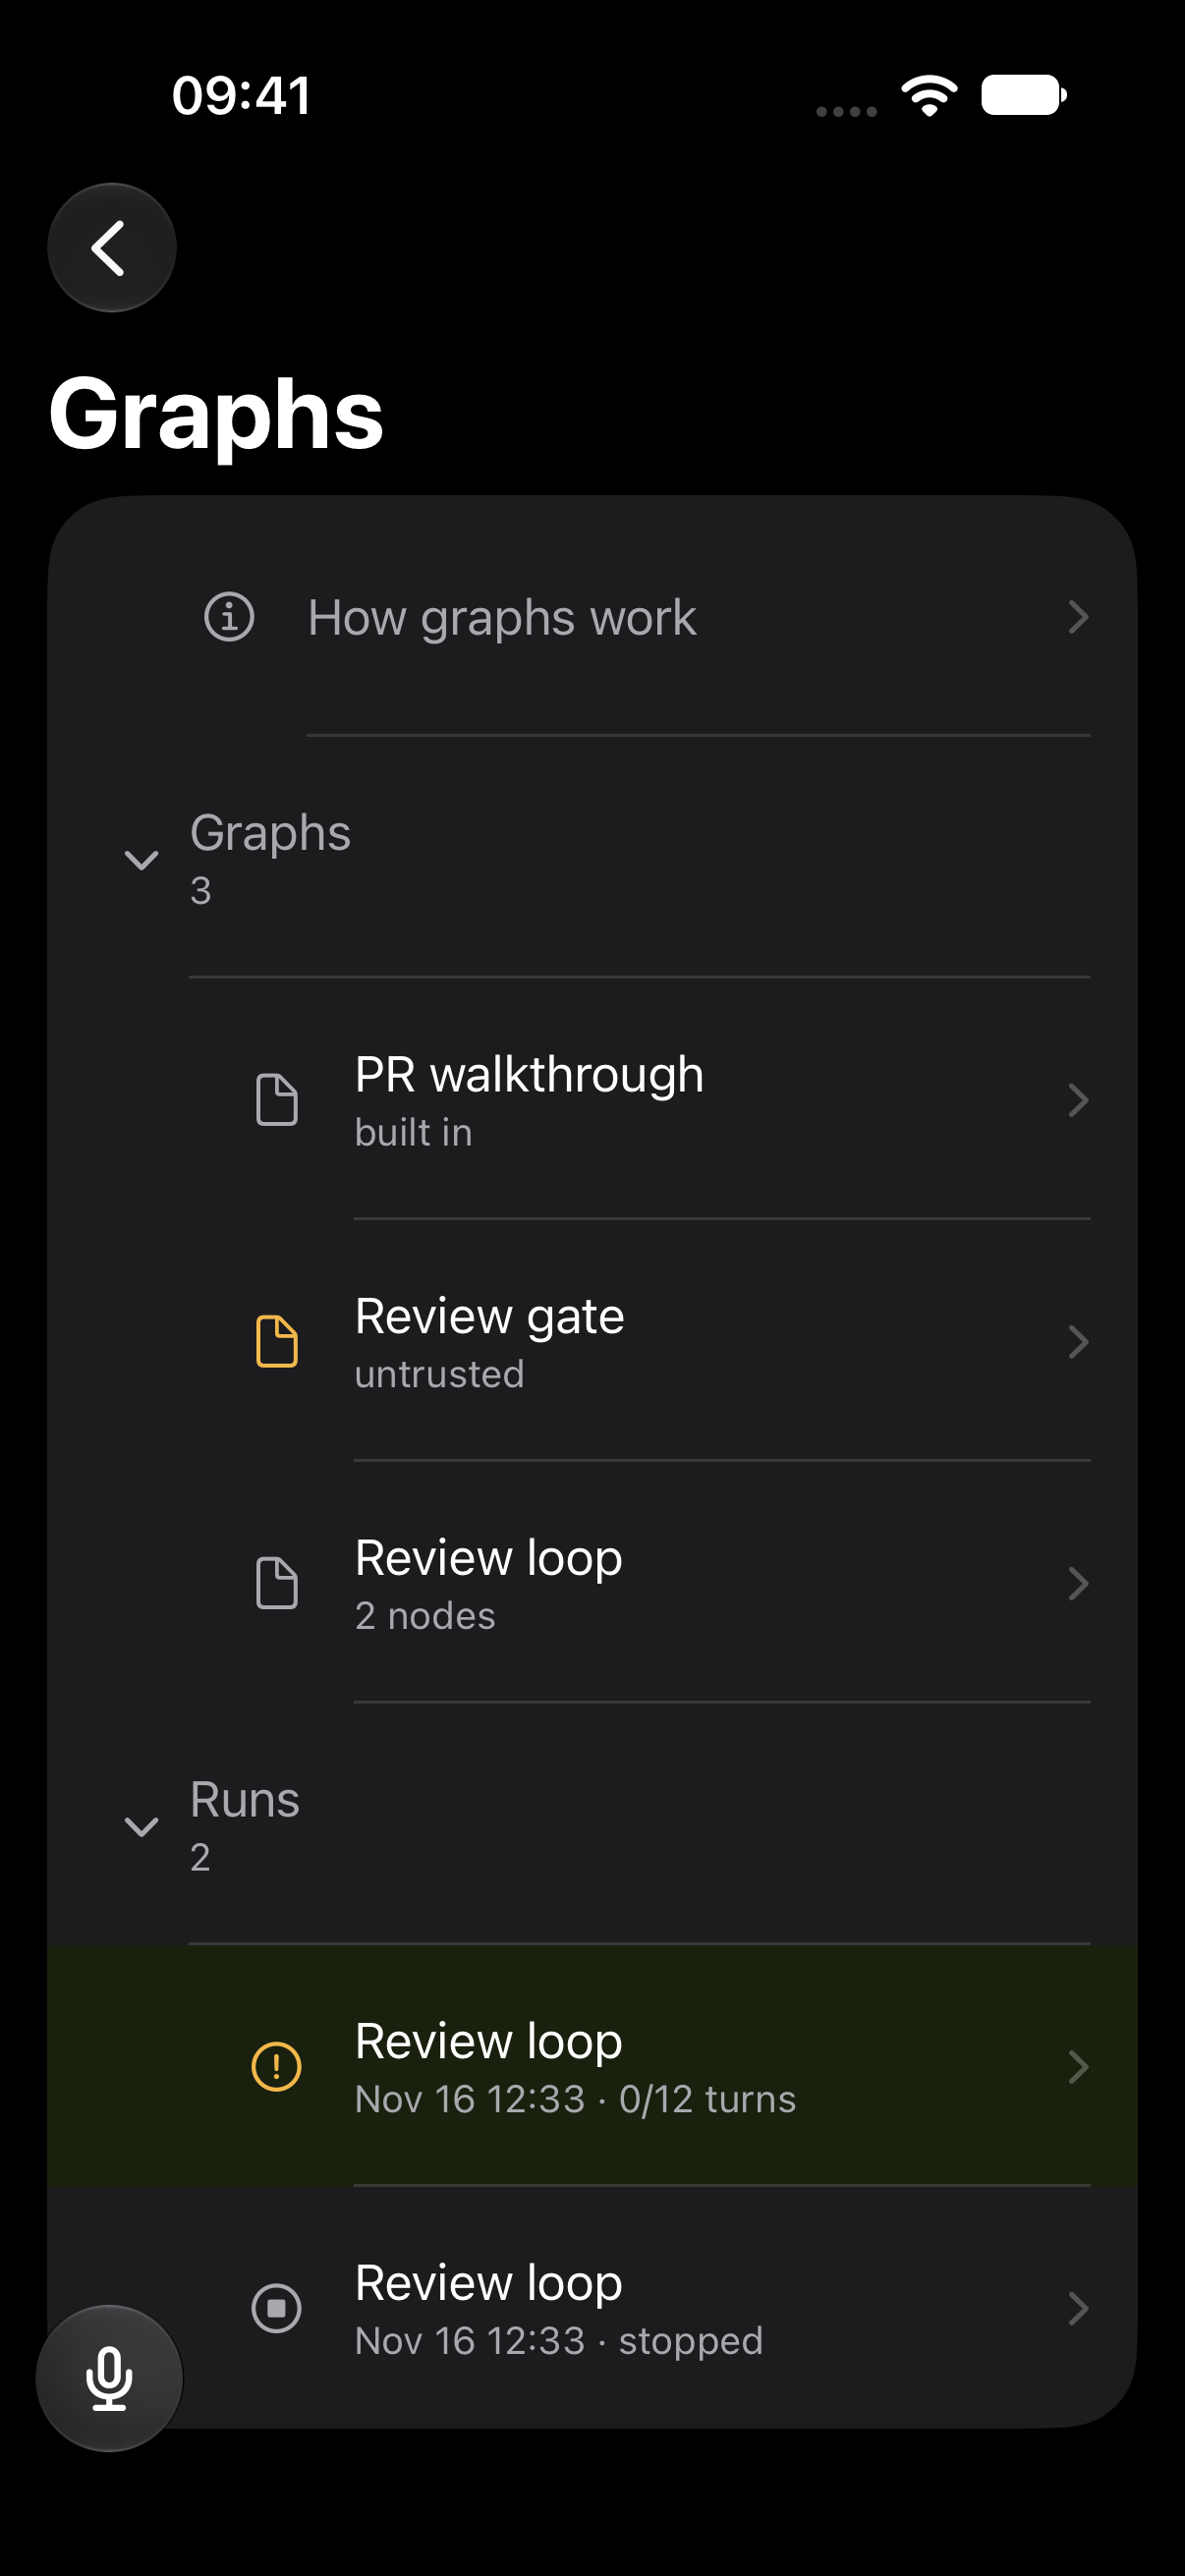 09:41
Graphs
How graphs work
Graphs
3
PR walkthrough
built in
Review gate
untrusted
Review loop
2 nodes
Runs
2
Review loop
Nov 16 12:33 · 0/12 turns
Review loop
Nov 16 12:33 · stopped